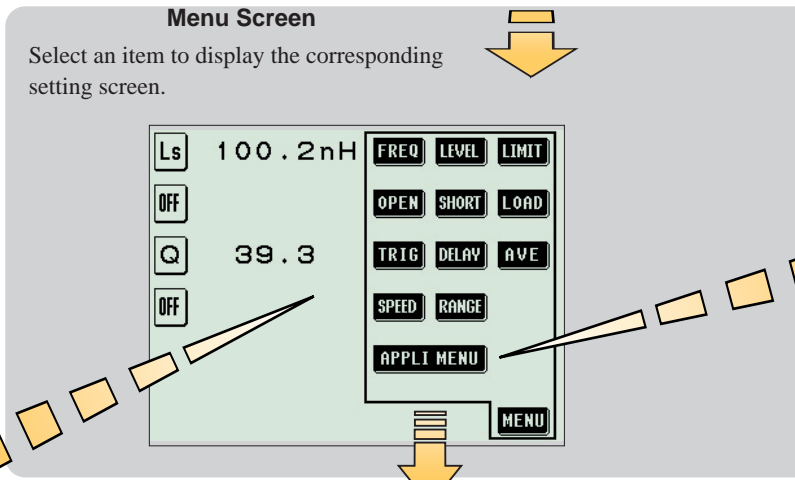 Menu Screen
Select an item to display the corresponding
setting screen.
Ls 100.2nH FREQ LEVEL LIMIT
OFF OPEN SHORT LOAD
Q 39.3 TRIG DELAY AVE
OFF SPEED RANGE
APPLI MENU
MENU